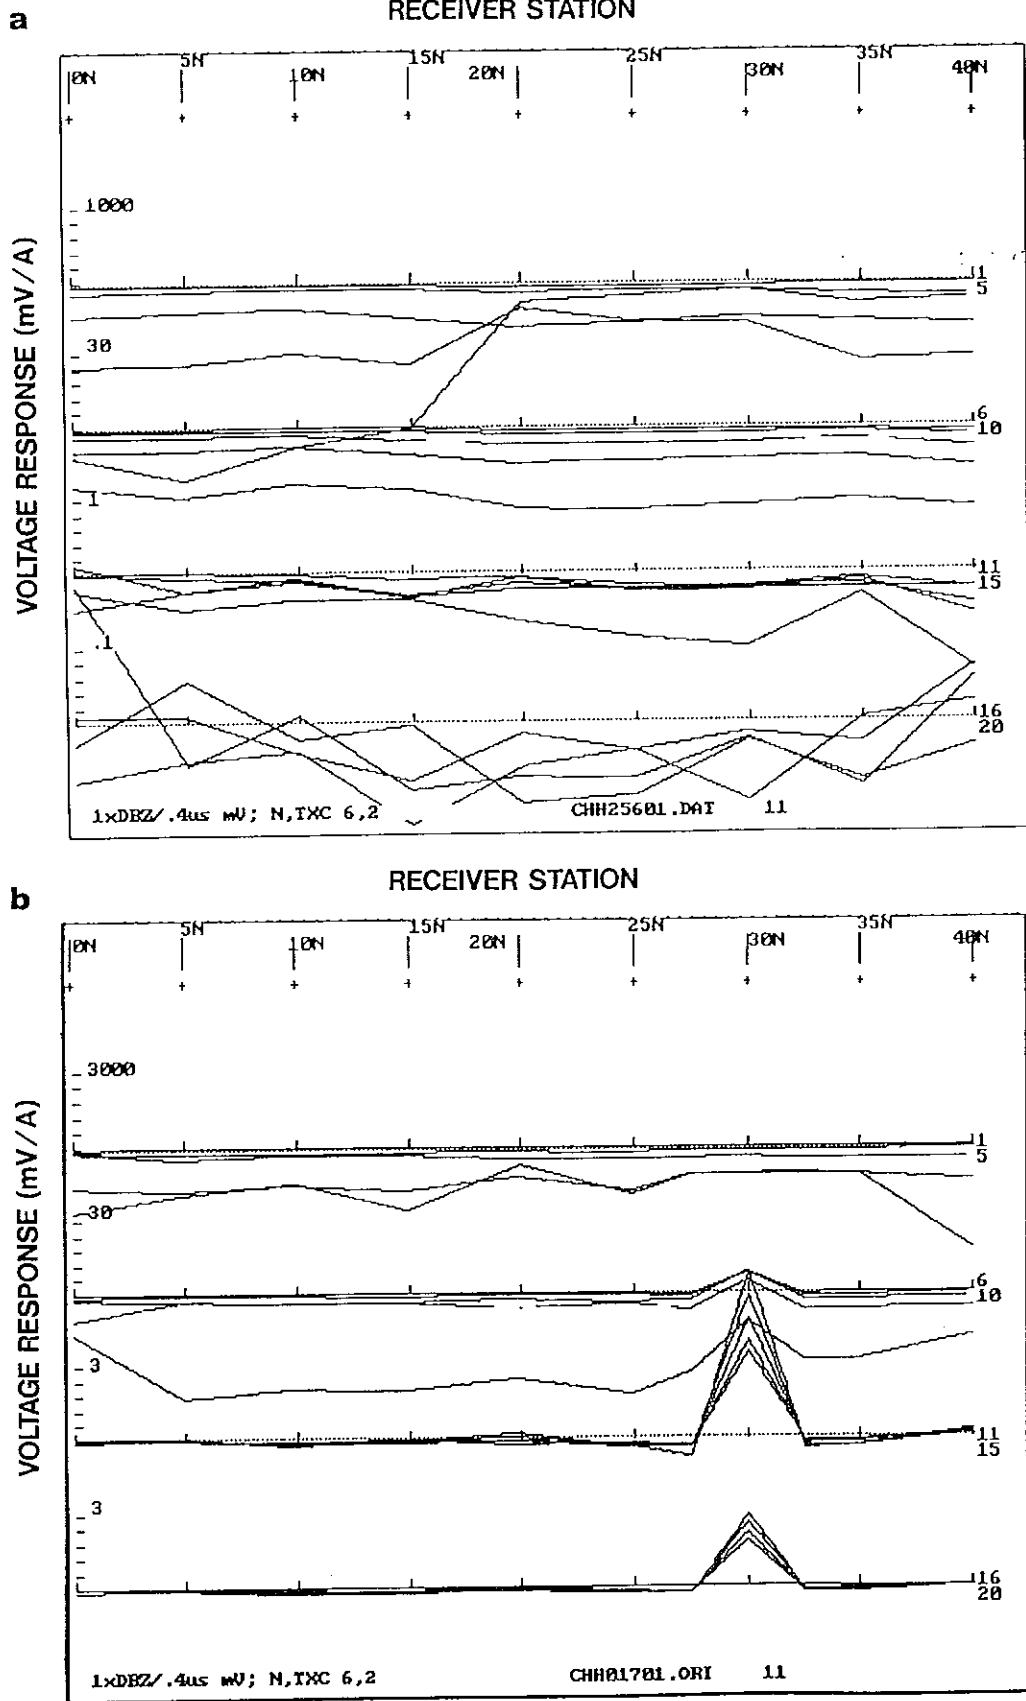 a
RECEIVER STATION
0N 5N 10N 15N 20N 25N 30N 35N 40N
VOLTAGE RESPONSE (mV/A)
1000
1
5
30
6
10
1
11
15
.1
16
20
1xDBZ/.4us mV; N,TXC 6,2 CHH25601.DAT 11
b
RECEIVER STATION
0N 5N 10N 15N 20N 25N 30N 35N 40N
VOLTAGE RESPONSE (mV/A)
3000
1
5
30
6
10
3
11
15
3
16
20
1xDBZ/.4us mV; N,TXC 6,2 CHH01701.ORI 11